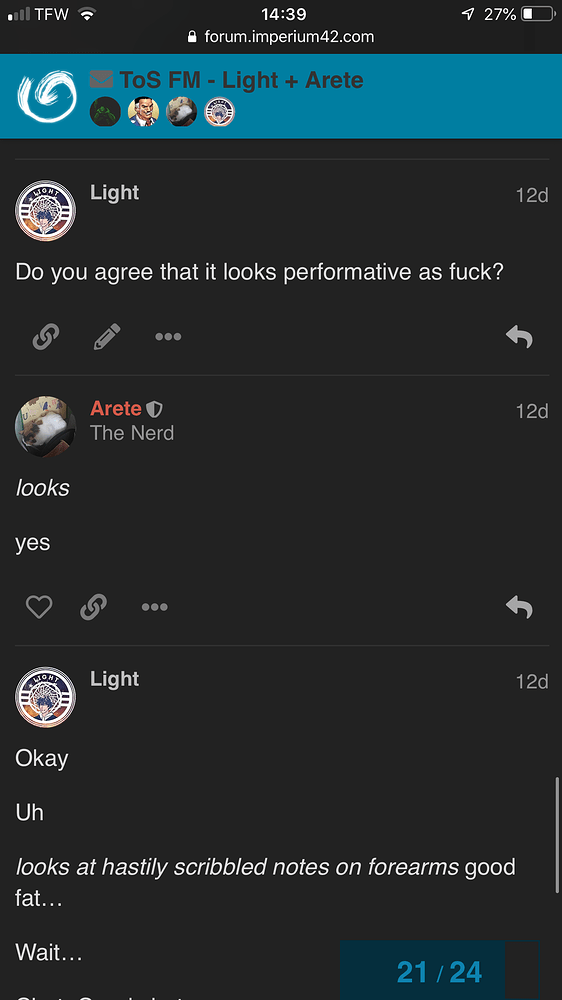 TFW 14:39 27%
forum.imperium42.com
ToS FM - Light + Arete
LIGHT
Light 12d
Do you agree that it looks performative as fuck?
Arete 12d
The Nerd
looks
yes
LIGHT
Light 12d
Okay
Uh
looks at hastily scribbled notes on forearms good
fat...
Wait...
21 / 24